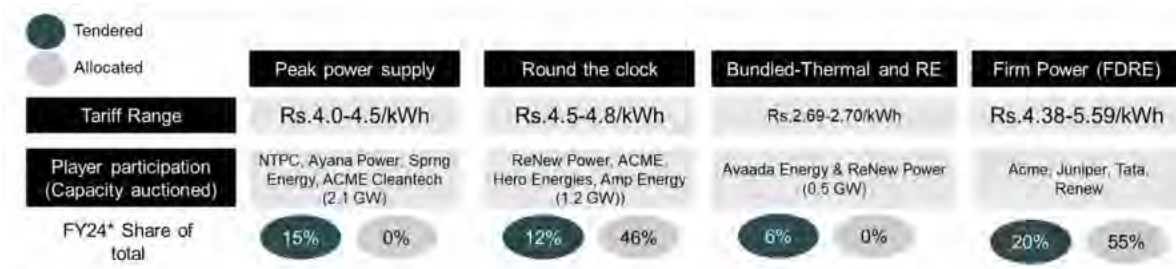 Tendered
Allocated
Peak power supply
Round the clock
Bundled-Thermal and RE
Firm Power (FDRE)
Tariff Range
Rs.4.0-4.5/kWh
Rs.4.5-4.8/kWh
Rs.2.69-2.70/kWh
Rs.4.38-5.59/kWh
Player participation
(Capacity auctioned)
NTPC, Ayana Power, Sprng
Energy, ACME Cleantech
(2.1 GW)
ReNew Power, ACME,
Hero Energies, Amp Energy
(1.2 GW))
Avaada Energy & ReNew Power
(0.5 GW)
Acme, Juniper, Tata,
Renew
FY24* Share of
total
15%
0%
12%
46%
6%
0%
20%
55%